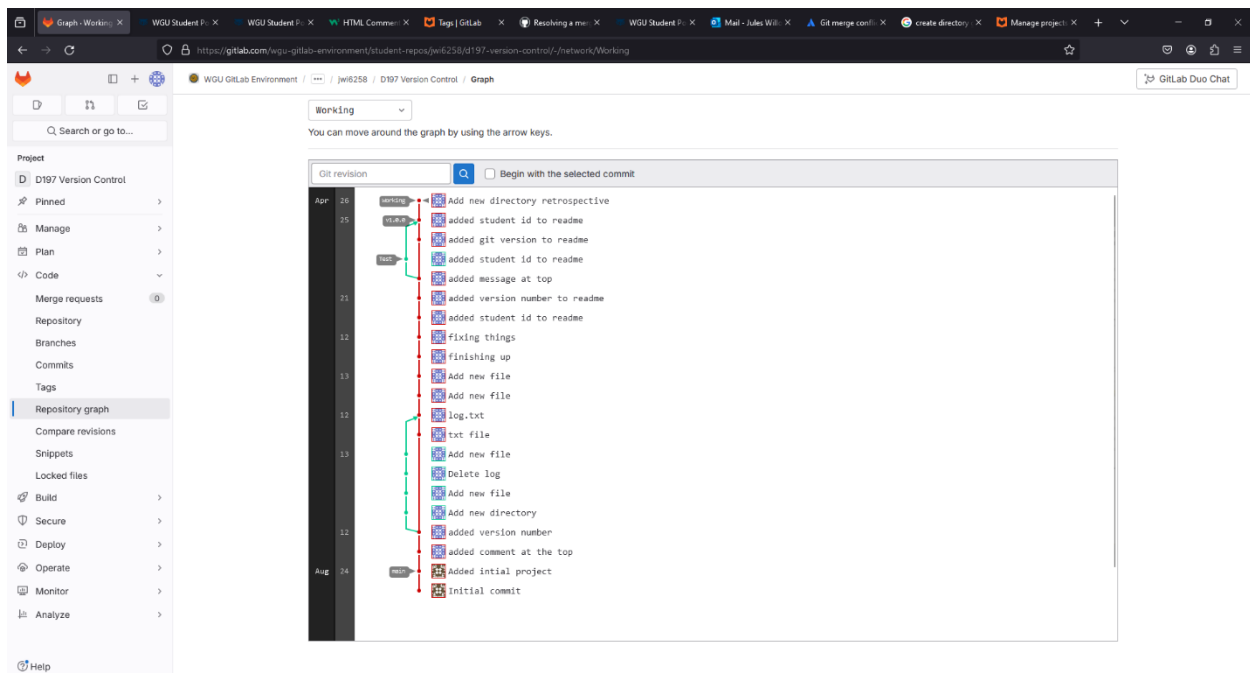 Graph · Working
WGU Student Po
WGU Student Po
HTML Commen
Tags | GitLab
Resolving a mer
WGU Student Po
Mail - Jules Willi
Git merge confli
create directory
Manage projects
https://gitlab.com/wgu-gitlab-environment/student-repos/jwi6258/d197-version-control/-/network/Working
WGU GitLab Environment / ... / jwi6258 / D197 Version Control / Graph
GitLab Duo Chat
Search or go to...
Project
D D197 Version Control
Pinned
Manage
Plan
Code
Merge requests 0
Repository
Branches
Commits
Tags
Repository graph
Compare revisions
Snippets
Locked files
Build
Secure
Deploy
Operate
Monitor
Analyze
Help
Working
You can move around the graph by using the arrow keys.
Git revision
Begin with the selected commit
Apr 26 Working Add new directory retrospective
25 v1.0.0 added student id to readme
added git version to readme
Test added student id to readme
added message at top
21 added version number to readme
added student id to readme
12 fixing things
finishing up
13 Add new file
Add new file
12 log.txt
txt file
13 Add new file
Delete log
Add new file
Add new directory
12 added version number
added comment at the top
Aug 24 main Added intial project
Initial commit